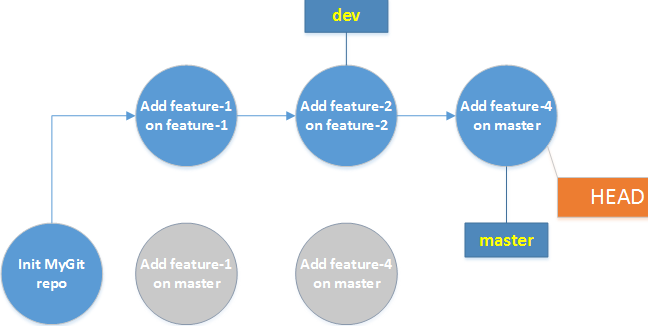 dev
Add feature-1
on feature-1
Add feature-2
on feature-2
Add feature-4
on master
HEAD
master
Init MyGit
repo
Add feature-1
on master
Add feature-4
on master